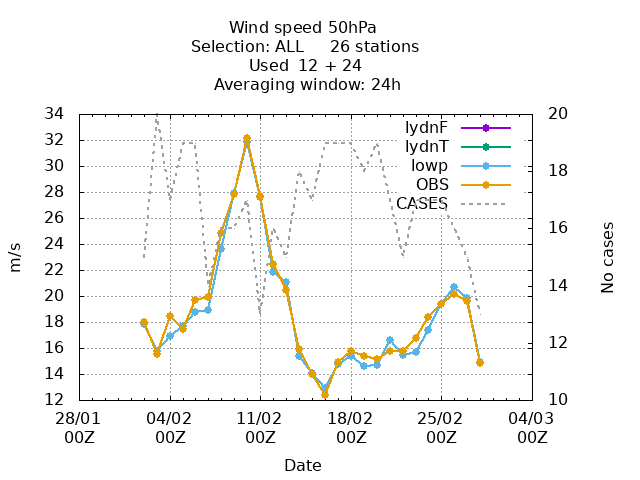 Wind speed 50hPa
Selection: ALL 26 stations
Used 12 + 24
Averaging window: 24h
34 20
32
30 18
28
26 16
24
22 14
20
18 12
16
14
12 10
lydnF
lydnT
lowp
OBS
CASES
m/s
No cases
28/01 04/02 11/02 18/02 25/02 04/03
00Z 00Z 00Z 00Z 00Z 00Z
Date